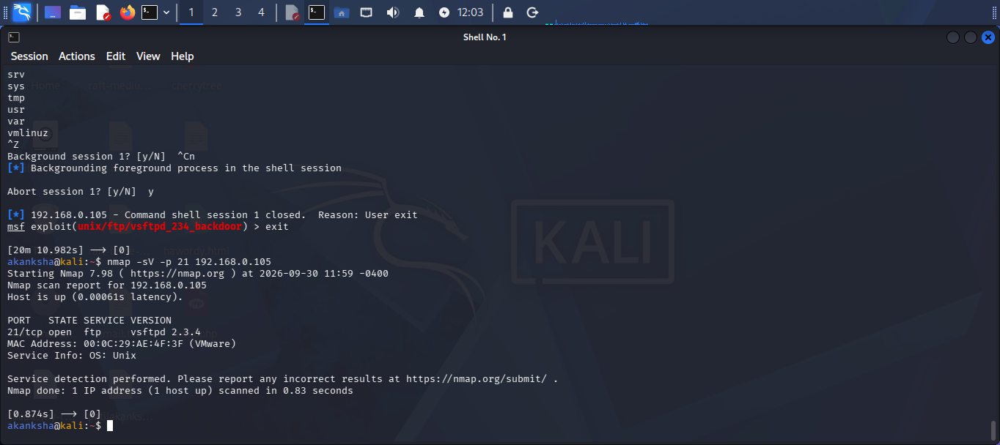 1 2 3 4 12:03
Shell No. 1
Session Actions Edit View Help
srv
sys
tmp
usr
var
vmlinuz
^Z
Background session 1? [y/N]  ^Cn
[*] Backgrounding foreground process in the shell session
Abort session 1? [y/N]  y
[*] 192.168.0.105 - Command shell session 1 closed.  Reason: User exit
msf exploit(unix/ftp/vsftpd_234_backdoor) > exit
[20m 10.982s] ⟶ [0]
akanksha@kali:~$ nmap -sV -p 21 192.168.0.105
Starting Nmap 7.98 ( https://nmap.org ) at 2026-09-30 11:59 -0400
Nmap scan report for 192.168.0.105
Host is up (0.00061s latency).
PORT   STATE SERVICE VERSION
21/tcp open  ftp     vsftpd 2.3.4
MAC Address: 00:0C:29:AE:4F:3F (VMware)
Service Info: OS: Unix
Service detection performed. Please report any incorrect results at https://nmap.org/submit/ .
Nmap done: 1 IP address (1 host up) scanned in 0.83 seconds
[0.874s] ⟶ [0]
akanksha@kali:~$
KALI
Home
cherrytree